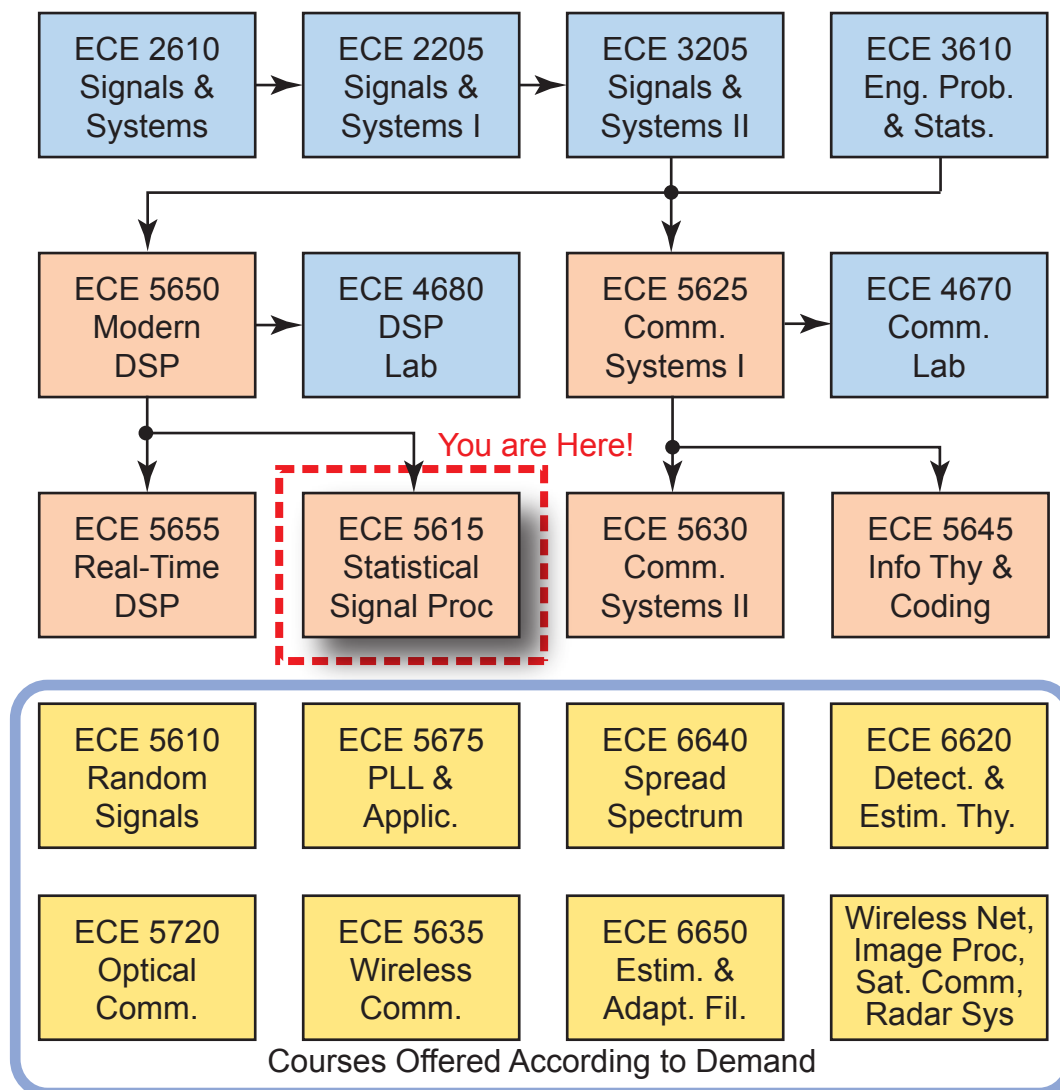 ECE 2610
Signals &
Systems
ECE 2205
Signals &
Systems I
ECE 3205
Signals &
Systems II
ECE 3610
Eng. Prob.
& Stats.
ECE 5650
Modern
DSP
ECE 4680
DSP
Lab
ECE 5625
Comm.
Systems I
ECE 4670
Comm.
Lab
You are Here!
ECE 5655
Real-Time
DSP
ECE 5615
Statistical
Signal Proc
ECE 5630
Comm.
Systems II
ECE 5645
Info Thy &
Coding
ECE 5610
Random
Signals
ECE 5675
PLL &
Applic.
ECE 6640
Spread
Spectrum
ECE 6620
Detect. &
Estim. Thy.
ECE 5720
Optical
Comm.
ECE 5635
Wireless
Comm.
ECE 6650
Estim. &
Adapt. Fil.
Wireless Net,
Image Proc,
Sat. Comm,
Radar Sys
Courses Offered According to Demand